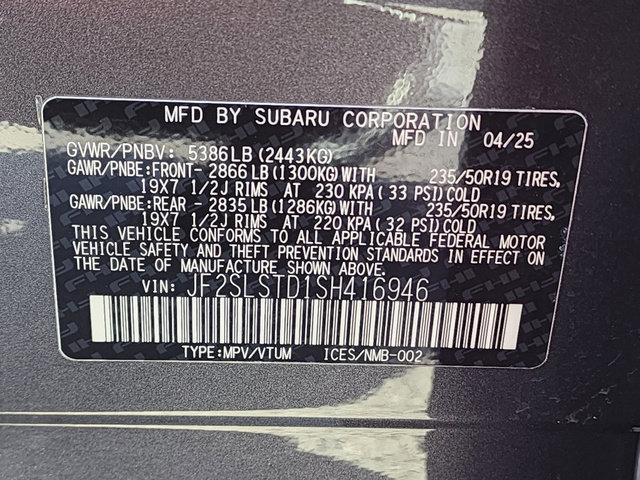 MFD BY SUBARU CORPORATION
MFD IN 04/25
GVWR/PNBV: 5386LB(2443KG)
GAWR/PNBE:FRONT- 2866LB(1300KG)WITH 235/50R19 TIRES,
19X7 1/2J RIMS AT 230 KPA(33 PSI)COLD
GAWR/PNBE:REAR - 2835LB(1286KG)WITH 235/50R19 TIRES,
19X7 1/2J RIMS AT 220 KPA(32 PSI)COLD
THIS VEHICLE CONFORMS TO ALL APPLICABLE FEDERAL MOTOR
VEHICLE SAFETY AND THEFT PREVENTION STANDARDS IN EFFECT ON
THE DATE OF MANUFACTURE SHOWN ABOVE.
VIN: JF2SLSTD1SH416946
TYPE:MPV/VTUM ICES/NMB-002